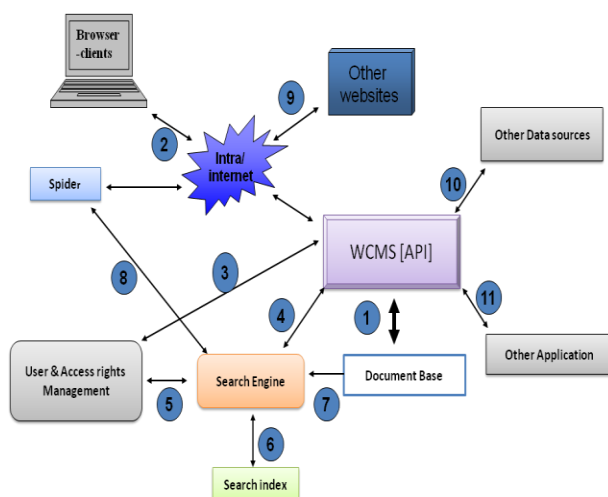 Browser
-clients
9
Other
websites
2
Intra/
internet
Other Data sources
Spider
10
WCMS [API]
3
8
4
1
11
Other Application
User & Access rights
Management
Search Engine
Document Base
5
7
6
Search index